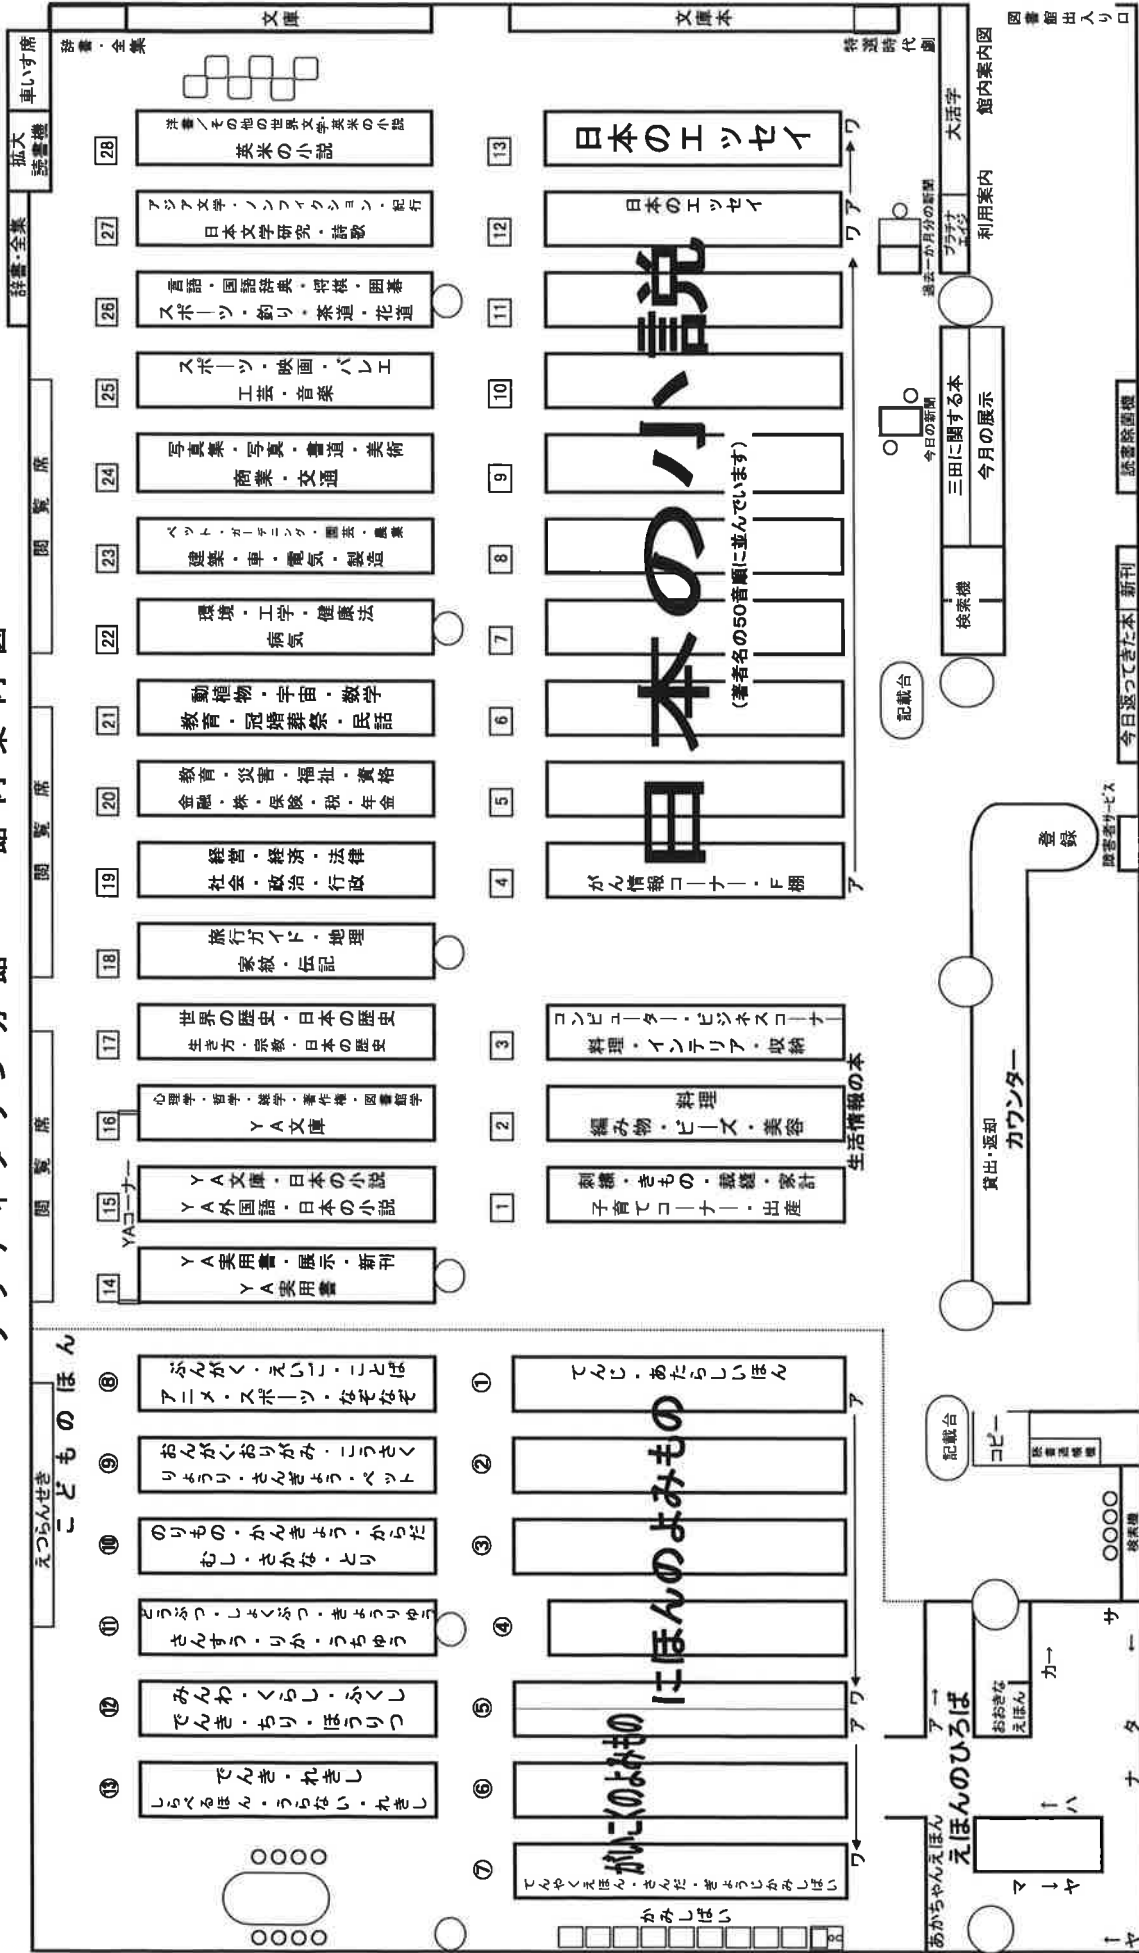 図書館出入り口
館内案内図
利用案内
大活字
プラチナエイジ
特選時代劇
文庫本
文庫
辞書・全集
車いす席
拡大読書機
辞書・全集
閲覧席
閲覧席
閲覧席
28
洋書／その他の世界文学・英米の小説
英米の小説
27
アジア文学・ノンフィクション・紀行
日本文学研究・詩歌
26
言語・国語辞典・将棋・囲碁
スポーツ・釣り・茶道・花道
25
スポーツ・映画・バレエ
工芸・音楽
24
写真集・写真・書道・美術
商業・交通
23
ペット・ガーデニング・園芸・農業
建築・車・電気・製造
22
環境・工学・健康法
病気
21
動植物・宇宙・数学
教育・冠婚葬祭・民話
20
教育・災害・福祉・資格
金融・株・保険・税・年金
19
経営・経済・法律
社会・政治・行政
18
旅行ガイド・地理
家紋・伝記
17
世界の歴史・日本の歴史
生き方・宗教・日本の歴史
16
心理学・哲学・雑学・著作権・図書館学
ＹＡ文庫
YAコーナー
15
ＹＡ文庫・日本の小説
ＹＡ外国語・日本の小説
14
ＹＡ実用書・展示・新刊
ＹＡ実用書
13
日本のエッセイ
ア→ワ
12
日本のエッセイ
11
10
9
8
7
6
5
4
がん情報コーナー・Ｆ棚
日本の小説
(著者名の50音順に並んでいます)
ア→ワ
3
コンピューター・ビジネスコーナー
料理・インテリア・収納
2
料理
編み物・ビーズ・美容
1
刺繍・きもの・裁縫・家計
子育てコーナー・出産
生活情報の本
過去一か月分の新聞
今日の新聞
三田に関する本
今月の展示
検索機
記載台
読書除菌機
新刊
今日返ってきた本
障害者サービス
登録
貸出・返却
カウンター
えつらんせき
こどものほん
⑧
ぶんがく・えいご・ことば
アニメ・スポーツ・なぞなぞ
⑨
おんがく・おりがみ・こうさく
りょうり・さんぎょう・ペット
⑩
のりもの・かんきょう・からだ
むし・さかな・とり
⑪
どうぶつ・しょくぶつ・きょうりゅう
さんすう・りか・うちゅう
⑫
みんわ・くらし・ふくし
でんき・ちり・ほうりつ
⑬
でんき・れきし
しらべるほん・うらない・れきし
①
てんじ・あたらしいほん
②
③
④
⑤
⑥
⑦
てんやくえほん・さんだ・ぎょうじかみしばい
にほんのよみもの
ア→ワ
がいこくのよみもの
ア→ワ
かみしばい
記載台
コピー
読書通帳機
検索機
ア→
おおきなえほん
カ→
サ
←
タ
ナ
えほんのひろば
あかちゃんえほん
↑ハ
マ↓ヤ
↑ヤ